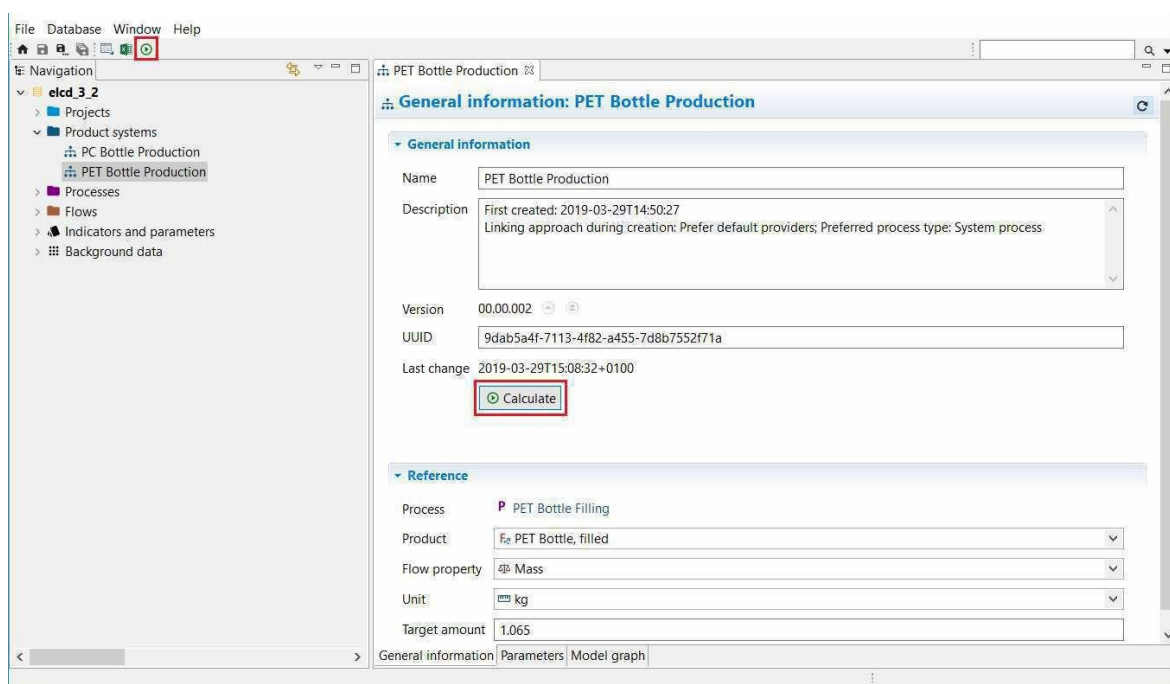 File Database Window Help
Navigation
elcd_3_2
Projects
Product systems
PC Bottle Production
PET Bottle Production
Processes
Flows
Indicators and parameters
Background data
PET Bottle Production
General information: PET Bottle Production
General information
Name PET Bottle Production
Description First created: 2019-03-29T14:50:27
Linking approach during creation: Prefer default providers; Preferred process type: System process
Version 00.00.002
UUID 9dab5a4f-7113-4f82-a455-7d8b7552f71a
Last change 2019-03-29T15:08:32+0100
Calculate
Reference
Process P PET Bottle Filling
Product PET Bottle, filled
Flow property Mass
Unit kg
Target amount 1.065
General information Parameters Model graph